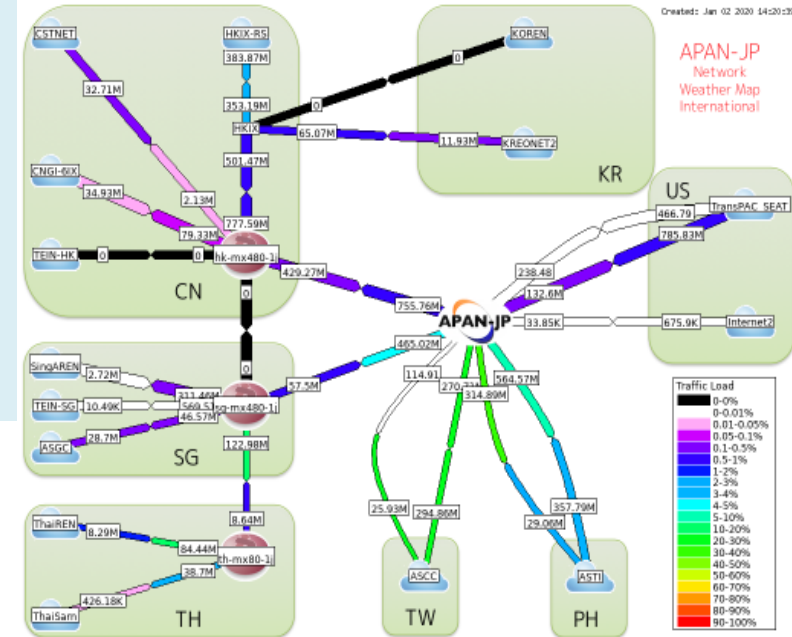 Created: Jan 02 2020 14:20:39
APAN-JP
Network
Weather Map
International
CSTNET
HKIX-RS
383.87M
KOREN
0
32.71M
353.19M
0
HKIX
65.07M
11.93M
KREONET2
KR
501.47M
CNGI-6IX
34.93M
2.13M
777.59M
79.33M
TEIN-HK
0
0
hk-mx480-1j
429.27M
CN
0
755.76M
US
TransPAC_SEAT
466.79
785.83M
238.48
132.6M
APAN-JP
33.85K
675.9K
Internet2
465.02M
0
SingAREN
2.72M
57.5M
114.91
564.57M
314.89M
TEIN-SG
10.49K
46.57M
ASGC
28.7M
122.98M
SG
8.64M
ThaiREN
8.29M
84.44M
th-mx80-1j
38.7M
426.18K
ThaiSarn
TH
25.93M
294.86M
29.06M
357.79M
ASCC
TW
ASTI
PH
Traffic Load
0-0%
0-0.01%
0.01-0.05%
0.05-0.1%
0.1-0.5%
0.5-1%
1-2%
2-3%
3-4%
4-5%
5-10%
10-20%
20-30%
30-40%
40-50%
50-60%
60-70%
70-80%
80-90%
90-100%